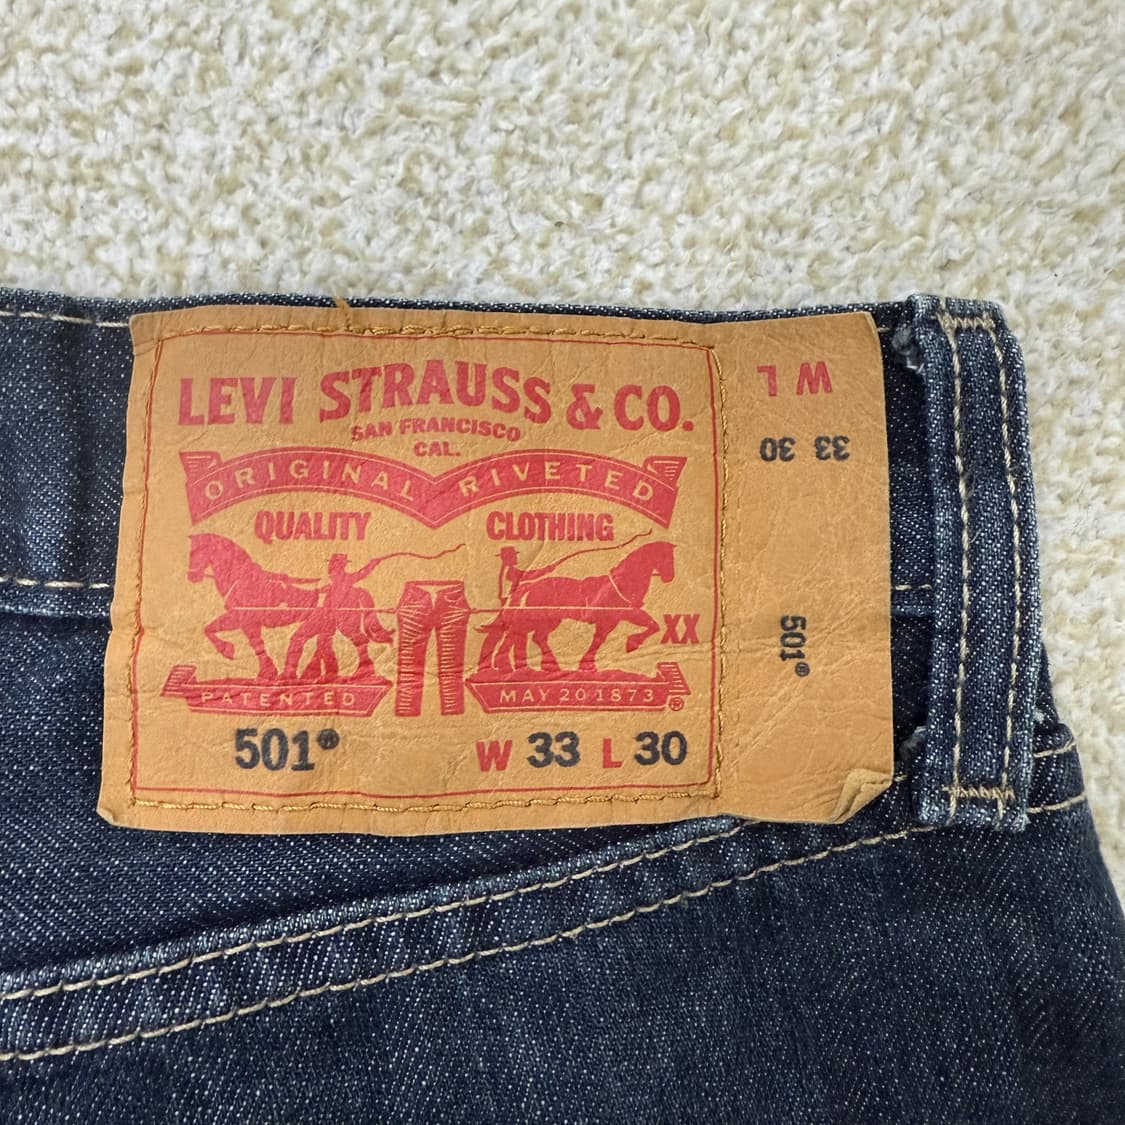 LEVI STRAUSS & CO.
SAN FRANCISCO
CAL.
ORIGINAL RIVETED
QUALITY CLOTHING
XX
PATENTED MAY 20 1873 ®
501® W 33 L 30
W L
33 30
501®